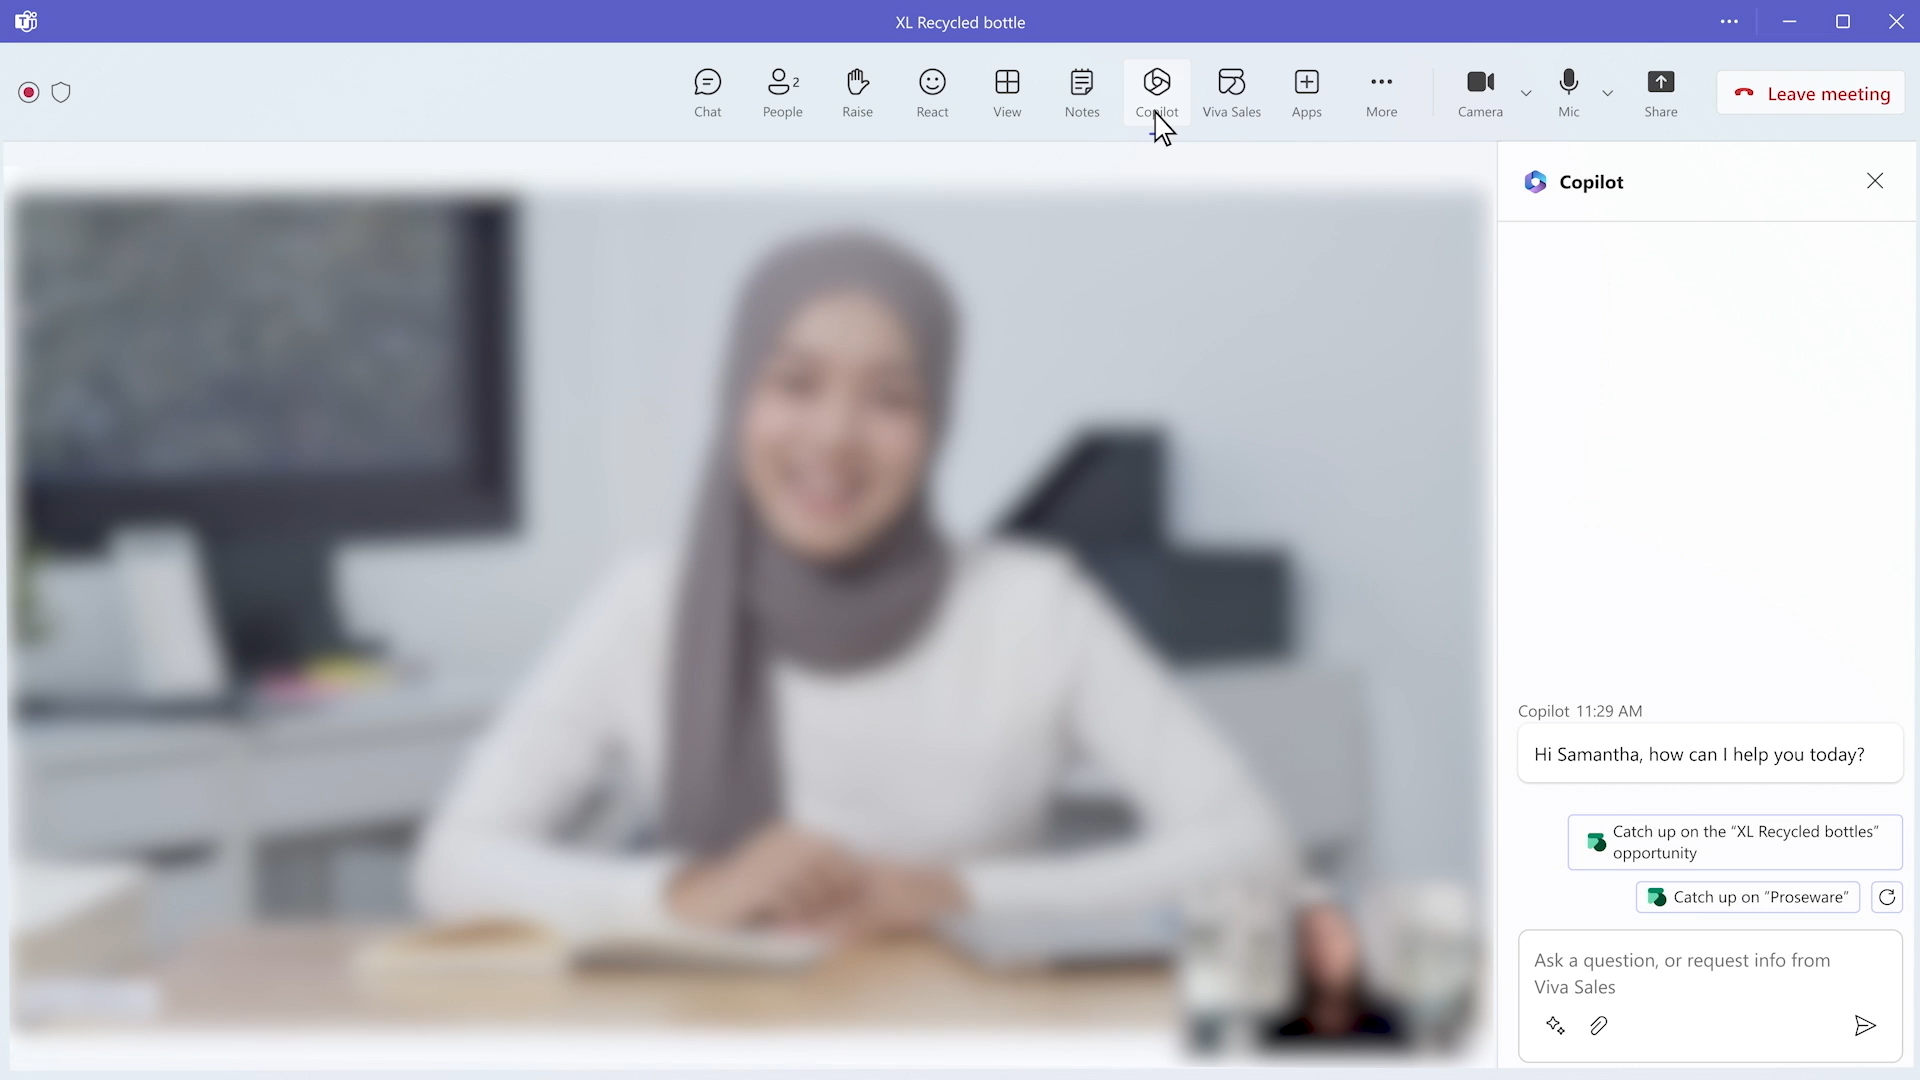 XL Recycled bottle
Chat
People
2
Raise
React
View
Notes
Copilot
Viva Sales
Apps
More
Camera
Mic
Share
Leave meeting
Copilot
Copilot 11:29 AM
Hi Samantha, how can I help you today?
Catch up on the “XL Recycled bottles”
opportunity
Catch up on “Proseware”
Ask a question, or request info from
Viva Sales